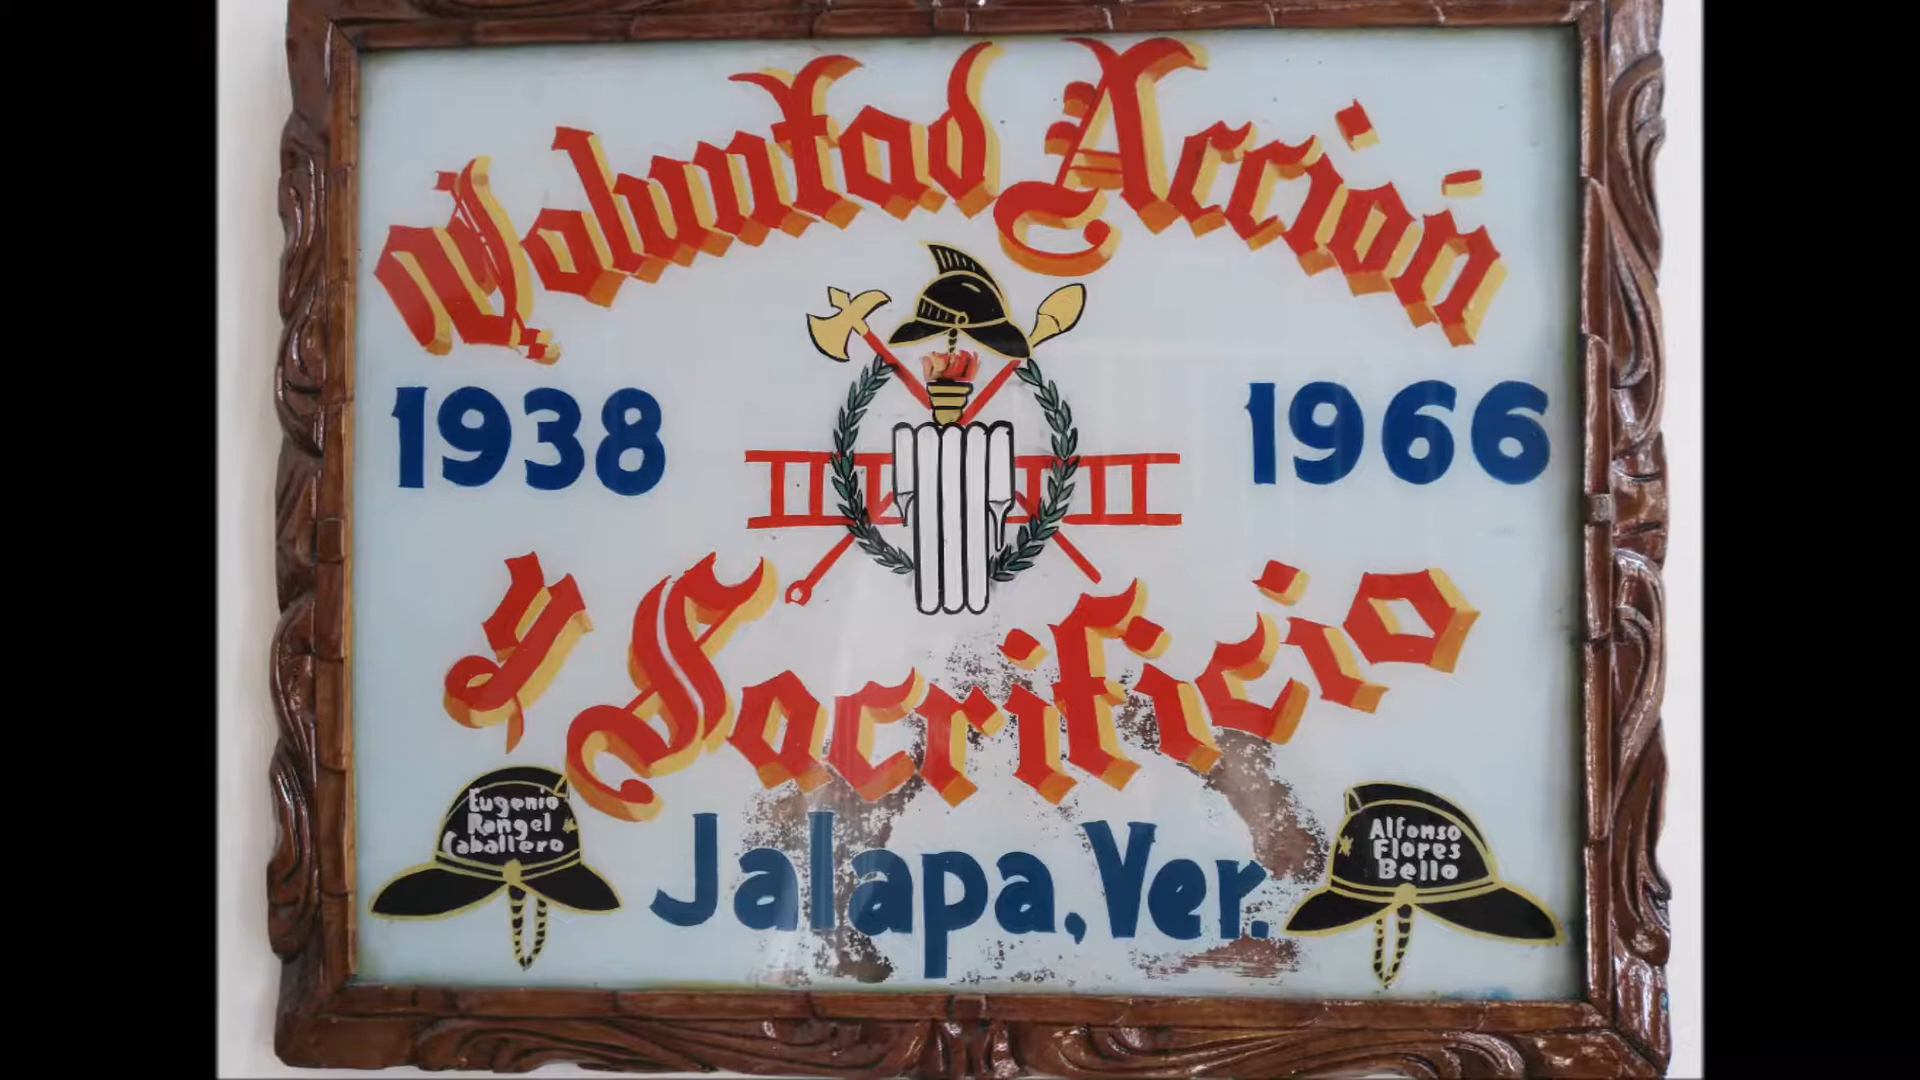 Voluntad Acción
1938
1966
y Sacrificio
Eugenio
Rangel
Caballero
Alfonso
Flores
Bello
Jalapa, Ver.